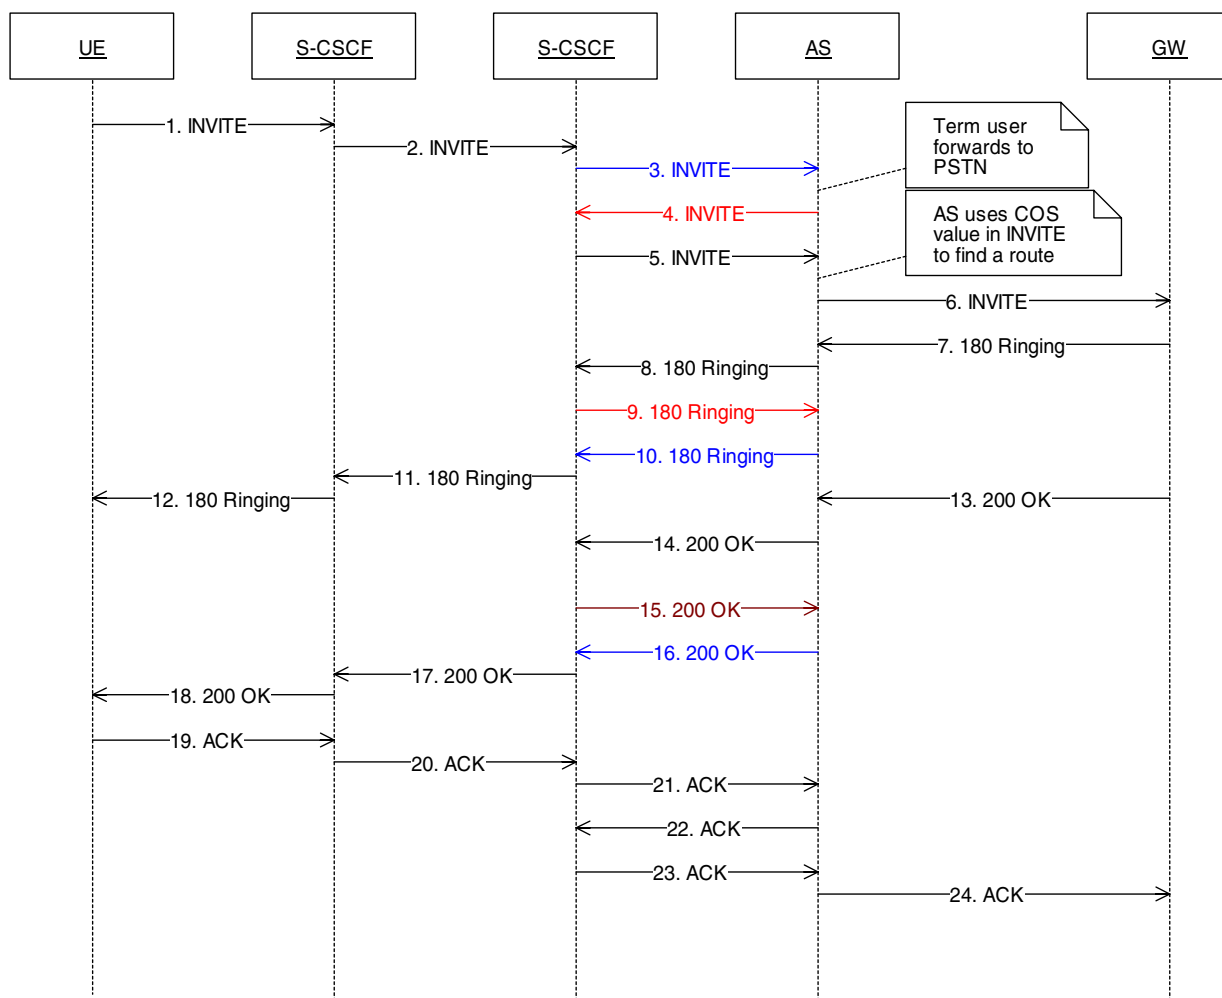 UE
S-CSCF
S-CSCF
AS
GW
1. INVITE
2. INVITE
Term user
forwards to
PSTN
3. INVITE
4. INVITE
AS uses COS
value in INVITE
to find a route
5. INVITE
6. INVITE
7. 180 Ringing
8. 180 Ringing
9. 180 Ringing
10. 180 Ringing
11. 180 Ringing
12. 180 Ringing
13. 200 OK
14. 200 OK
15. 200 OK
16. 200 OK
17. 200 OK
18. 200 OK
19. ACK
20. ACK
21. ACK
22. ACK
23. ACK
24. ACK